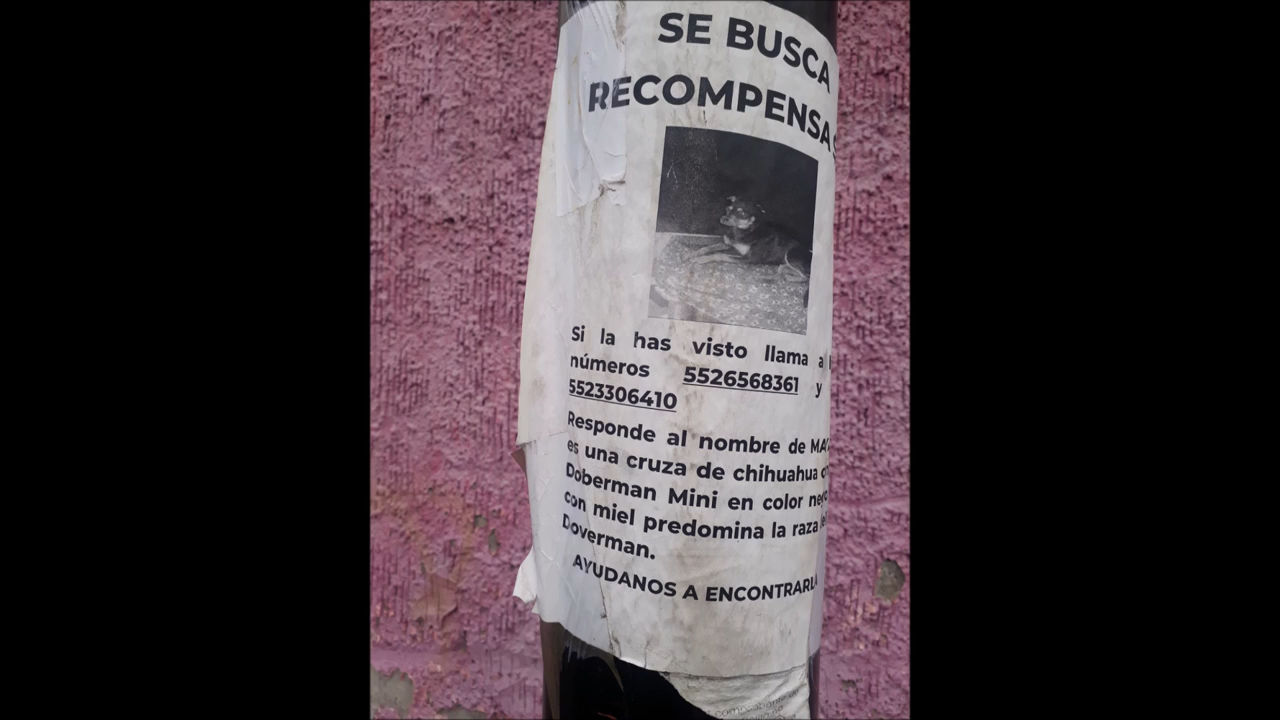 SE BUSCA
RECOMPENSA
Si la has visto llama a
números 5526568361 y
5523306410
Responde al nombre de
es una cruza de chihuahua
Doberman Mini en color
con miel predomina la raza
Doverman.
AYUDANOS A ENCONTRARLA